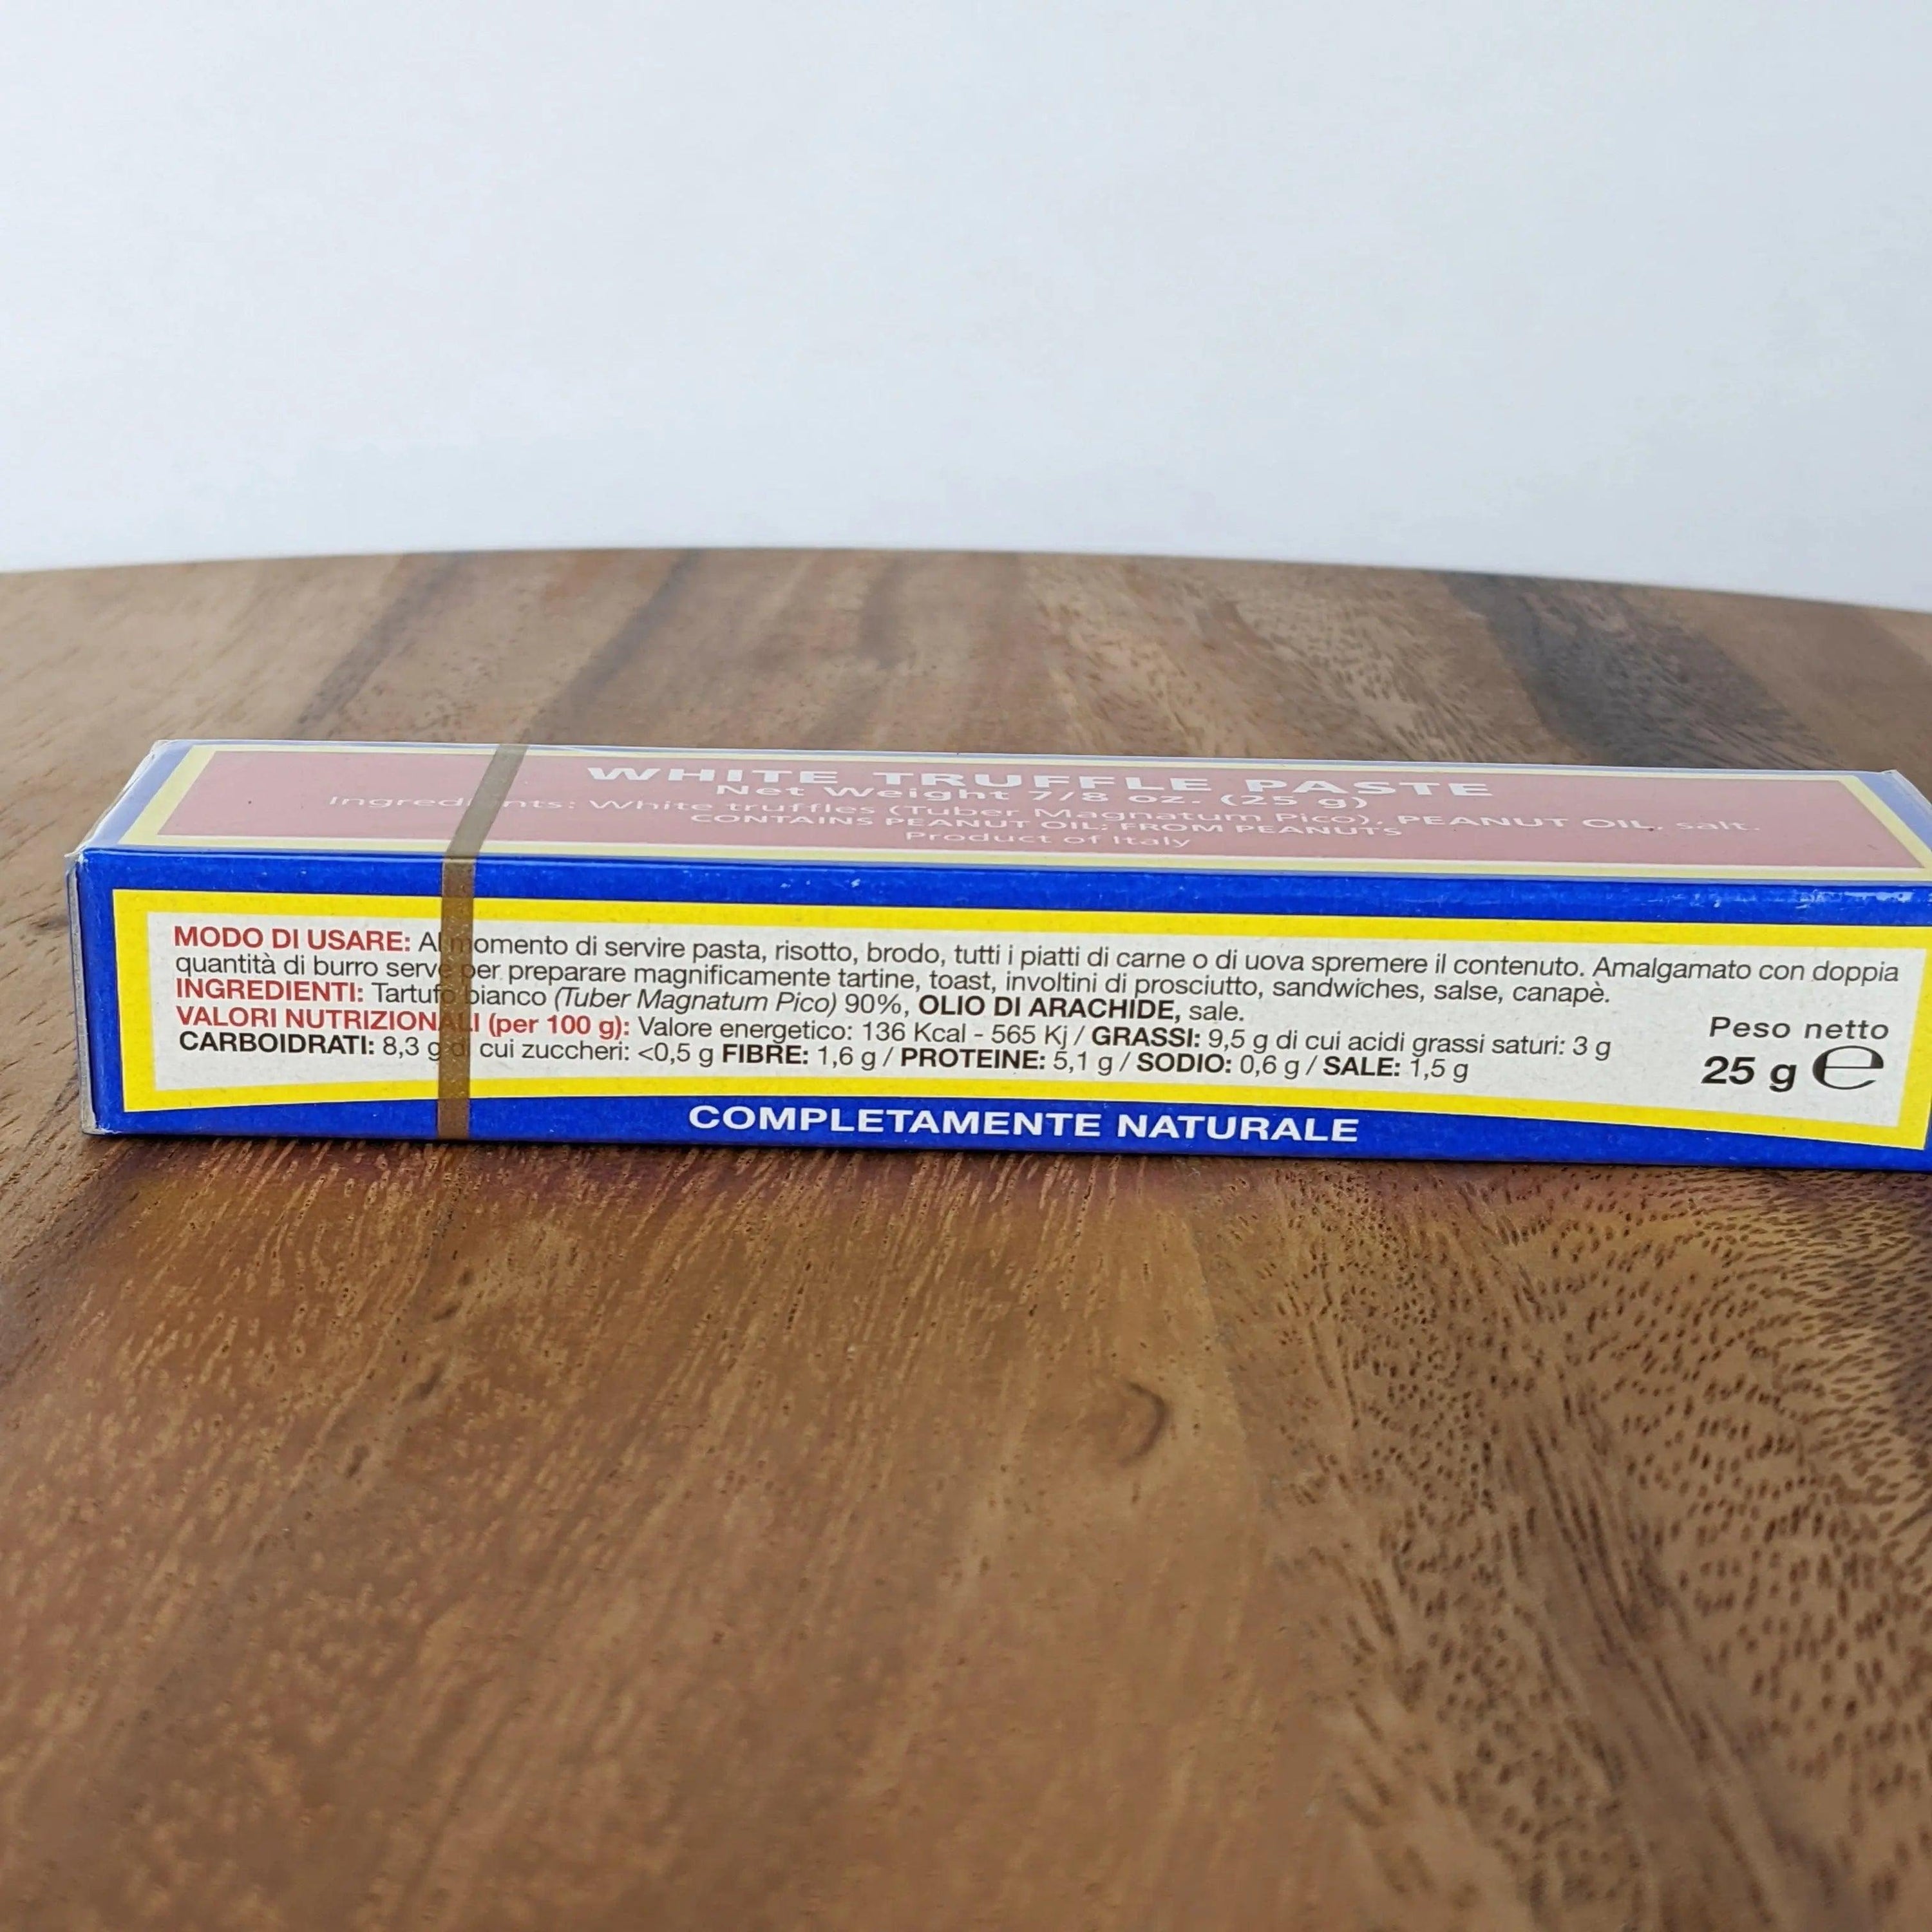 WHITE TRUFFLE PASTE
Net Weight 7/8 oz. (25 g)
Ingredients: White truffles (Tuber Magnatum Pico), PEANUT OIL, salt.
CONTAINS PEANUT OIL: FROM PEANUTS
Product of Italy
MODO DI USARE: Al momento di servire pasta, risotto, brodo, tutti i piatti di carne o di uova spremere il contenuto. Amalgamato con doppia
quantità di burro serve per preparare magnificamente tartine, toast, involtini di prosciutto, sandwiches, salse, canapè.
INGREDIENTI: Tartufo bianco (Tuber Magnatum Pico) 90%, OLIO DI ARACHIDE, sale.
VALORI NUTRIZIONALI (per 100 g): Valore energetico: 136 Kcal - 565 Kj / GRASSI: 9,5 g di cui acidi grassi saturi: 3 g
CARBOIDRATI: 8,3 g di cui zuccheri: <0,5 g FIBRE: 1,6 g / PROTEINE: 5,1 g / SODIO: 0,6 g / SALE: 1,5 g
Peso netto
25 g ℮
COMPLETAMENTE NATURALE